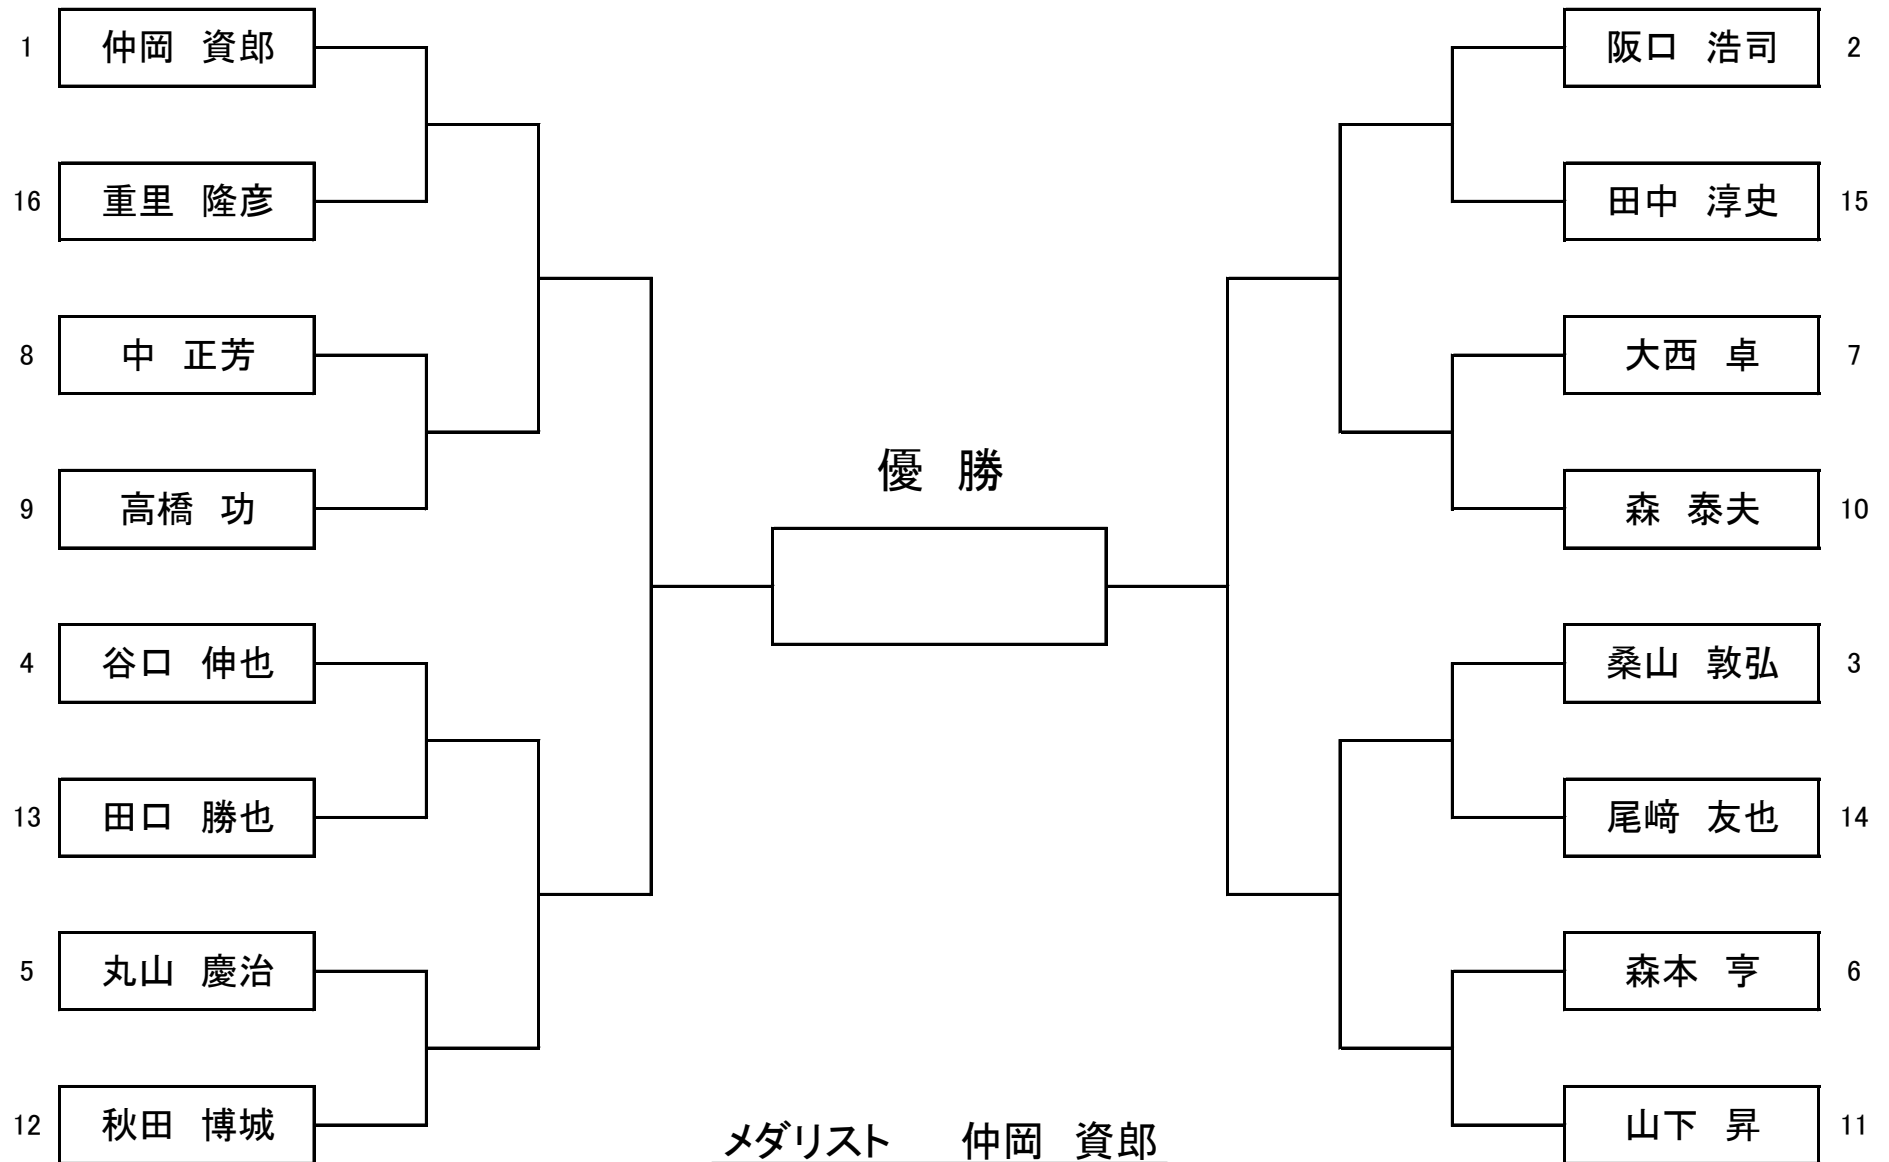 1 仲岡 資郎
16 重里 隆彦
8 中 正芳
9 高橋 功
4 谷口 伸也
13 田口 勝也
5 丸山 慶治
12 秋田 博城
優 勝
阪口 浩司 2
田中 淳史 15
大西 卓 7
森 泰夫 10
桑山 敦弘 3
尾﨑 友也 14
森本 亨 6
山下 昇 11
メダリスト 仲岡 資郎